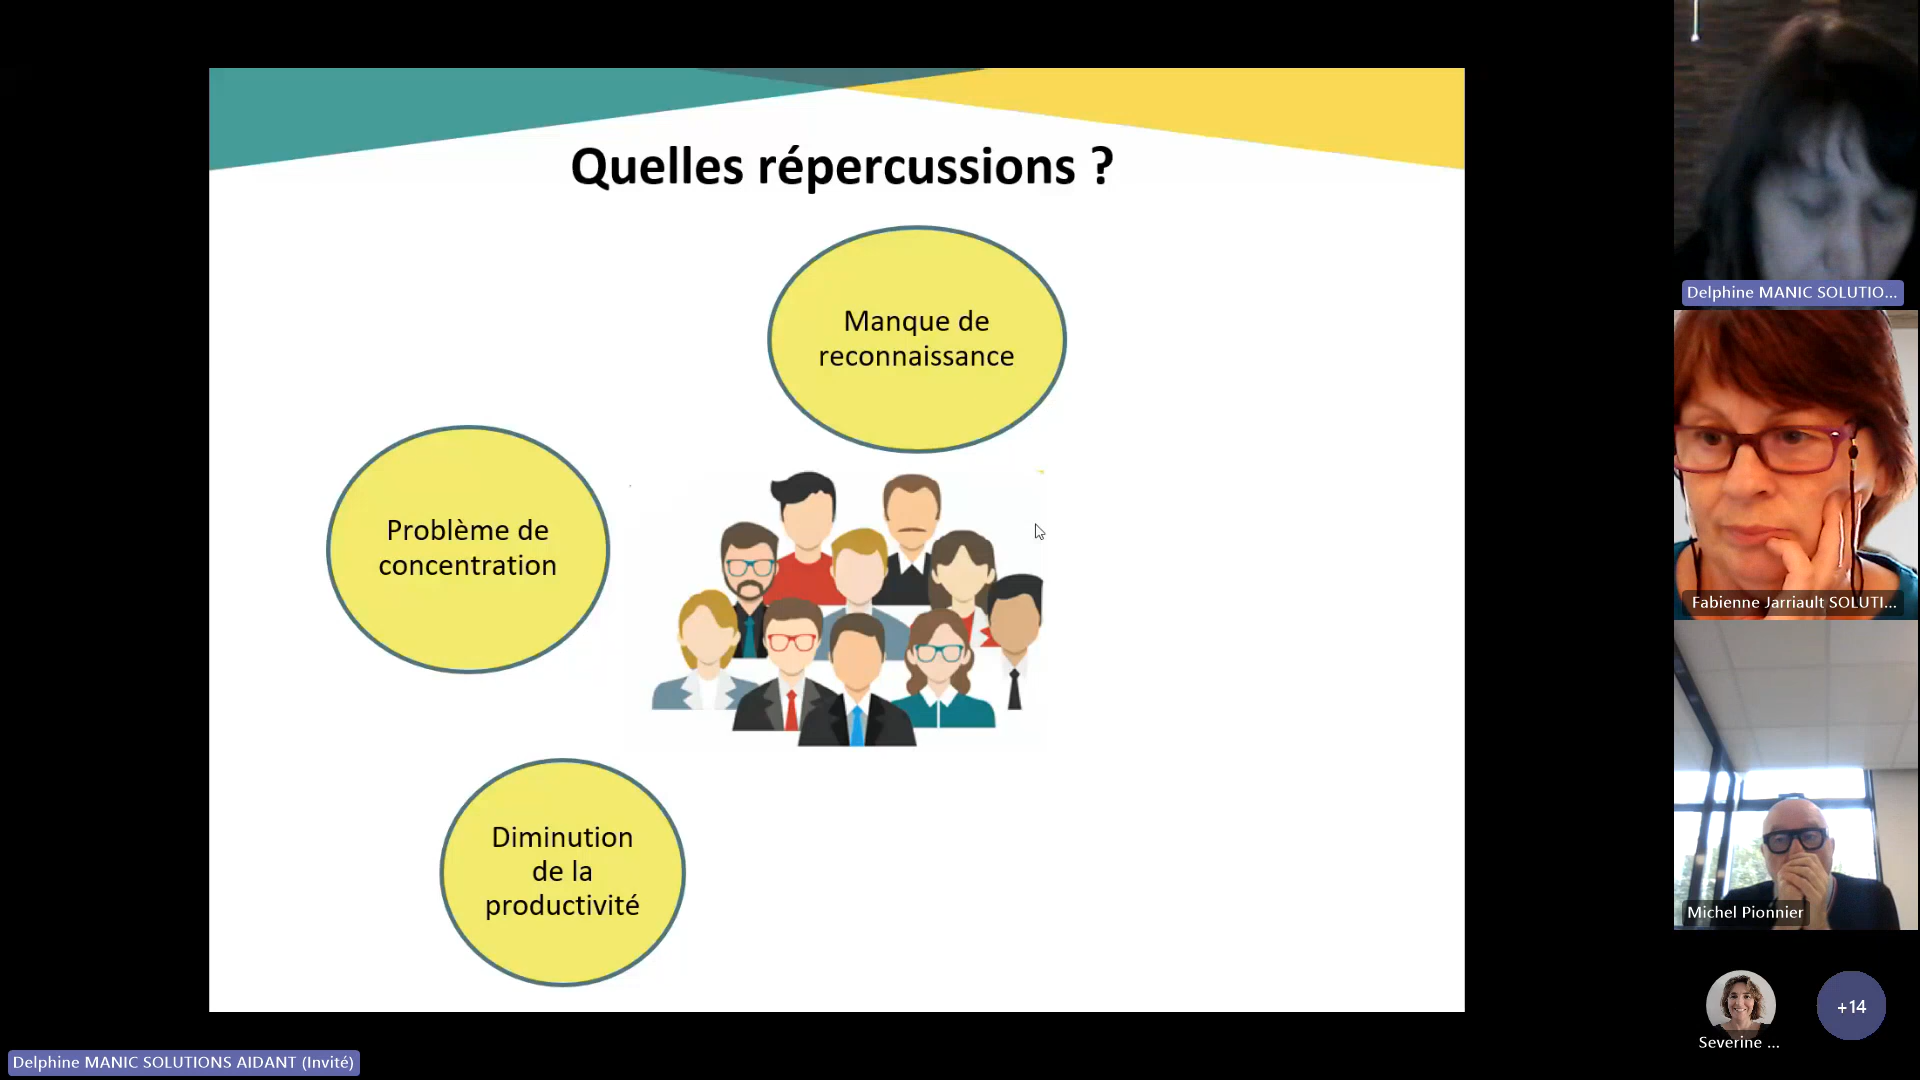 Quelles répercussions ?
Manque de
reconnaissance
Problème de
concentration
Diminution
de la
productivité
Delphine MANIC SOLUTIO...
Fabienne Jarriault SOLUTI...
Michel Pionnier
+14
Severine ...
Delphine MANIC SOLUTIONS AIDANT (Invité)